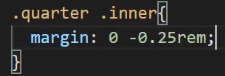 .quarter .inner{
margin: 0 -0.25rem;
}